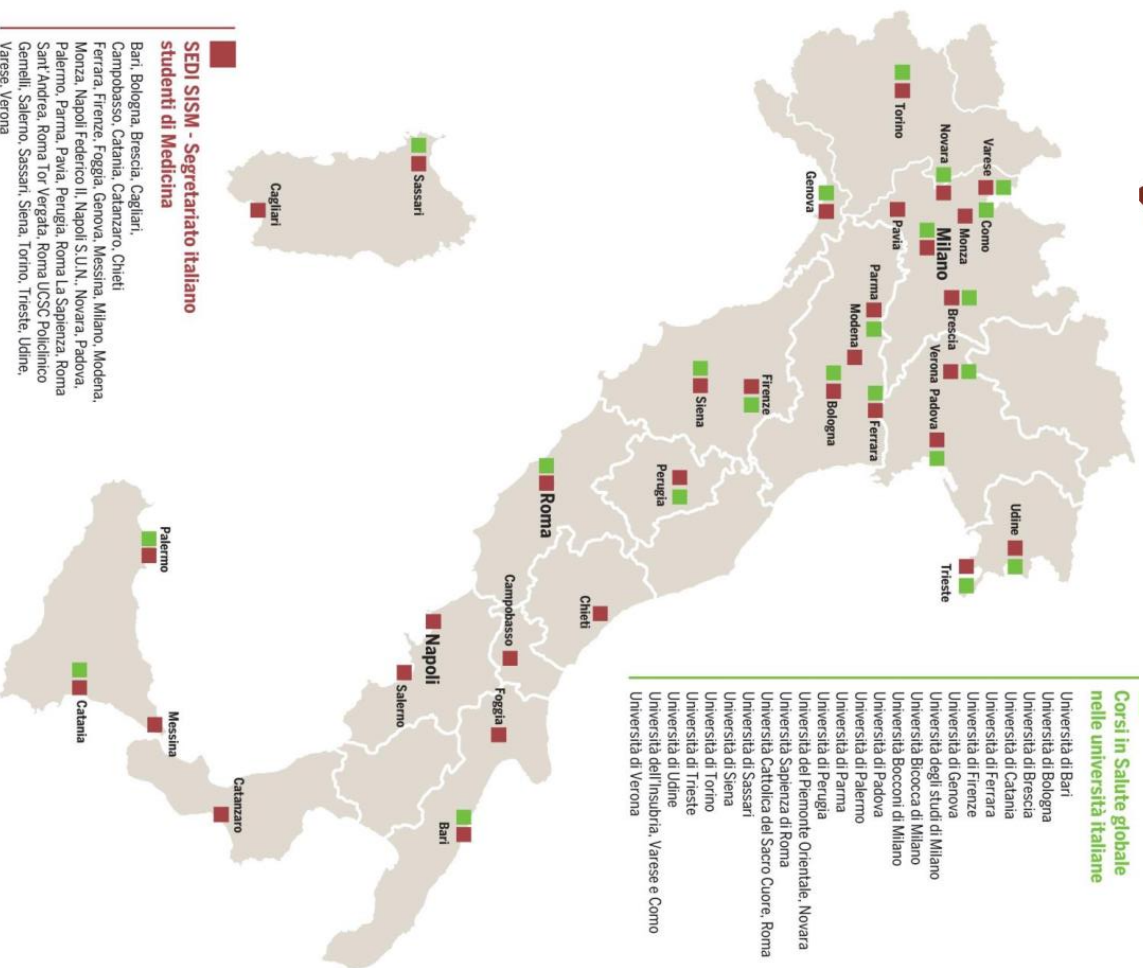 Corsi in Salute globale
nelle università italiane
Università di Bari
Università di Bologna
Università di Brescia
Università di Catania
Università di Ferrara
Università di Firenze
Università di Genova
Università degli studi di Milano
Università Bicocca di Milano
Università Bocconi di Milano
Università di Padova
Università di Palermo
Università di Parma
Università di Perugia
Università del Piemonte Orientale, Novara
Università Sapienza di Roma
Università Cattolica del Sacro Cuore, Roma
Università di Sassari
Università di Siena
Università di Torino
Università di Trieste
Università di Udine
Università dell'Insubria, Varese e Como
Università di Verona
Udine
Trieste
Varese
Como
Monza
Novara
Milano
Brescia
Verona
Padova
Torino
Pavia
Parma
Modena
Ferrara
Genova
Bologna
Firenze
Siena
Perugia
Chieti
Roma
Campobasso
Foggia
Napoli
Salerno
Bari
Sassari
Cagliari
Catanzaro
Palermo
Messina
Catania
SEDI SISM - Segretariato italiano
studenti di Medicina
Bari, Bologna, Brescia, Cagliari,
Campobasso, Catania, Catanzaro, Chieti
Ferrara, Firenze, Foggia, Genova, Messina, Milano, Modena,
Monza, Napoli Federico II, Napoli S.U.N., Novara, Padova,
Palermo, Parma, Pavia, Perugia, Roma La Sapienza, Roma
Sant'Andrea, Roma Tor Vergata, Roma UCSC Policlinico
Gemelli, Salerno, Sassari, Siena, Torino, Trieste, Udine,
Varese, Verona